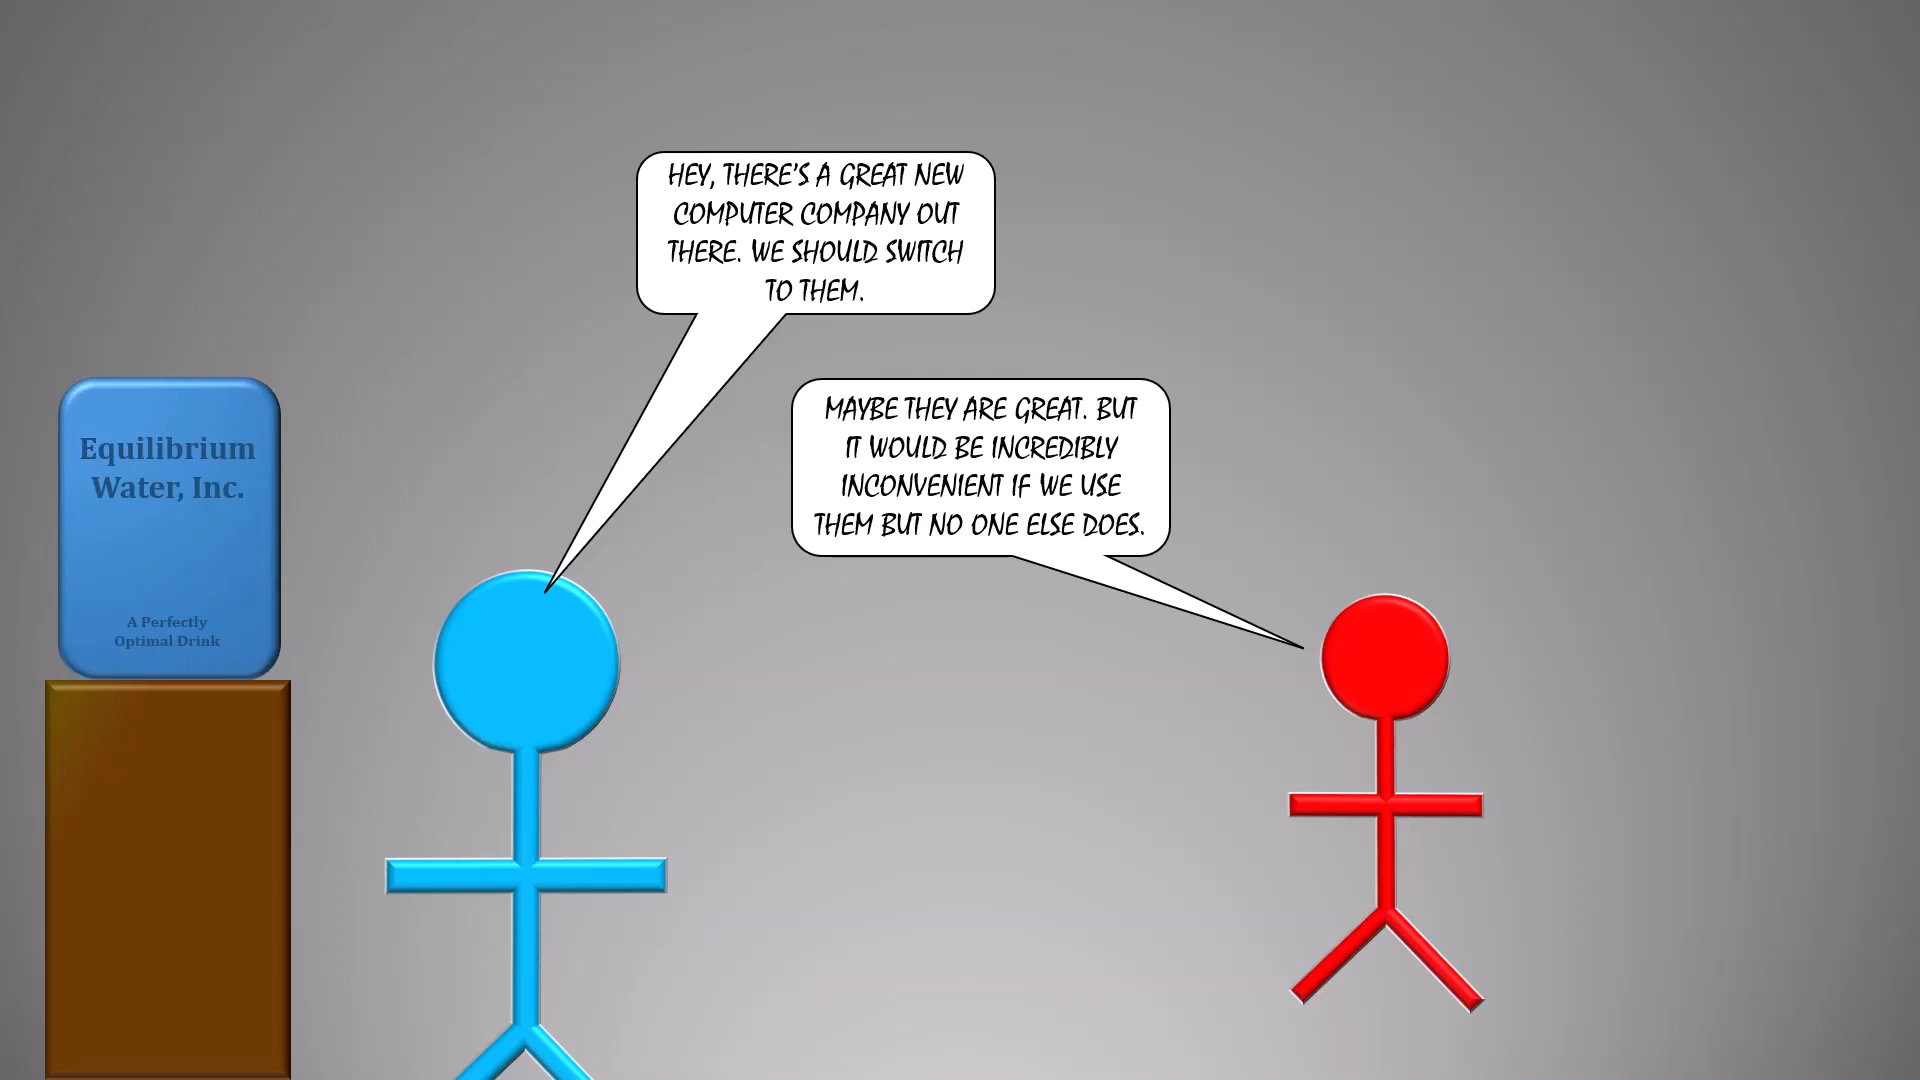 HEY, THERE'S A GREAT NEW
COMPUTER COMPANY OUT
THERE. WE SHOULD SWITCH
TO THEM.
MAYBE THEY ARE GREAT. BUT
IT WOULD BE INCREDIBLY
INCONVENIENT IF WE USE
THEM BUT NO ONE ELSE DOES.
Equilibrium
Water, Inc.
A Perfectly
Optimal Drink